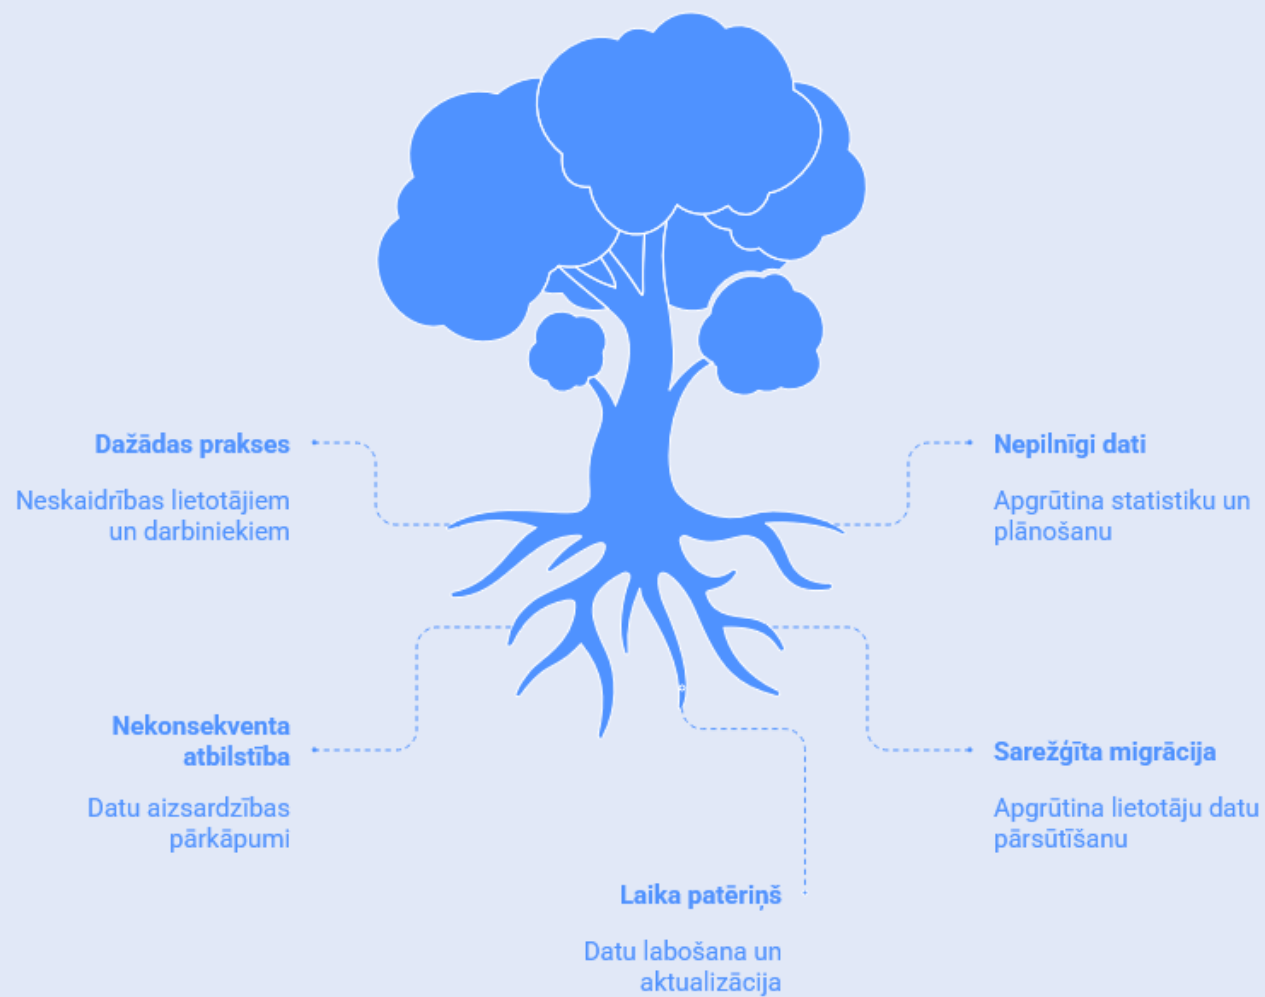 Dažādas prakses
Neskaidrības lietotājiem
un darbiniekiem
Nepilnīgi dati
Apgrūtina statistiku un
plānošanu
Nekonsekventa
atbilstība
Datu aizsardzības
pārkāpumi
Sarežģīta migrācija
Apgrūtina lietotāju datu
pārsūtīšanu
Laika patēriņš
Datu labošana un
aktualizācija